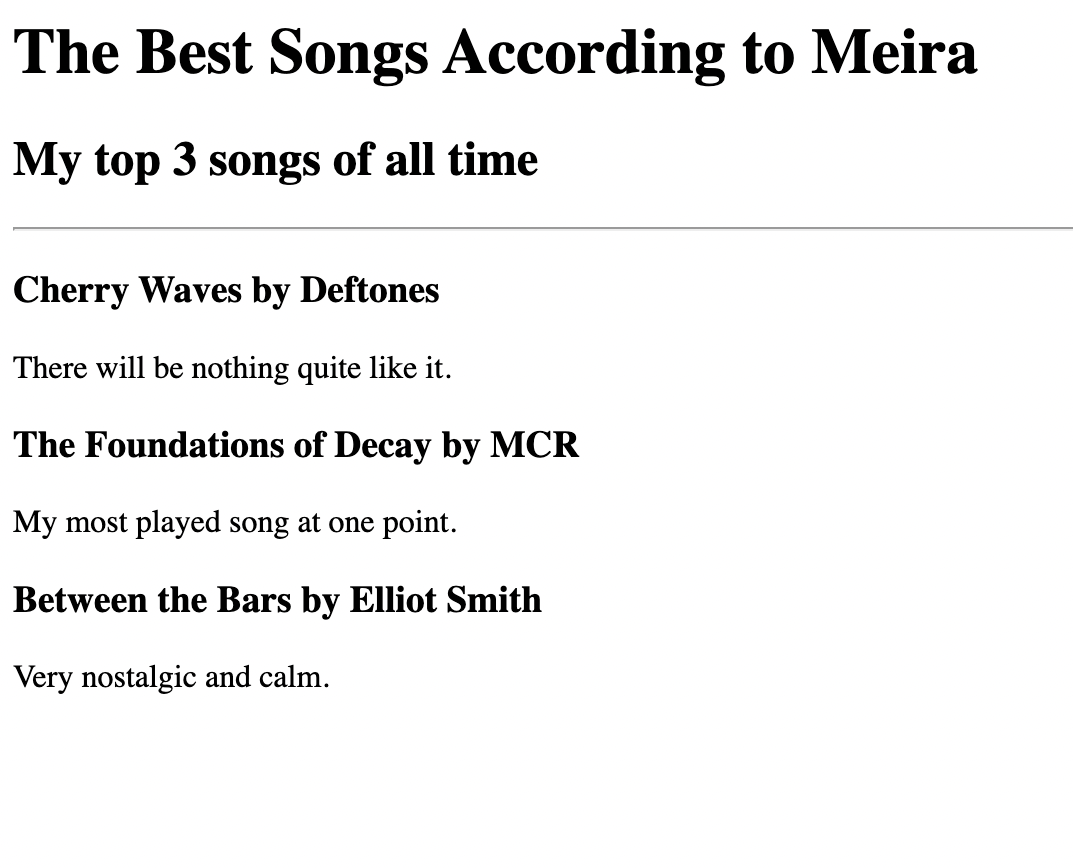 The Best Songs According to Meira
My top 3 songs of all time
Cherry Waves by Deftones
There will be nothing quite like it.
The Foundations of Decay by MCR
My most played song at one point.
Between the Bars by Elliot Smith
Very nostalgic and calm.